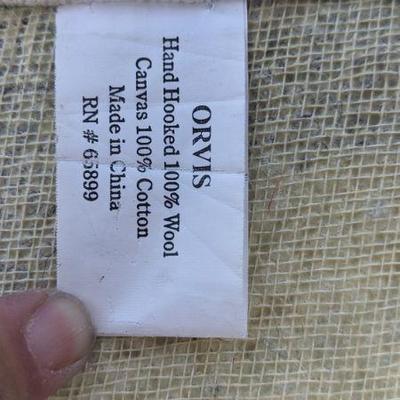 ORVIS
Hand Hooked 100% Wool
Canvas 100% Cotton
Made in China
RN # 65899